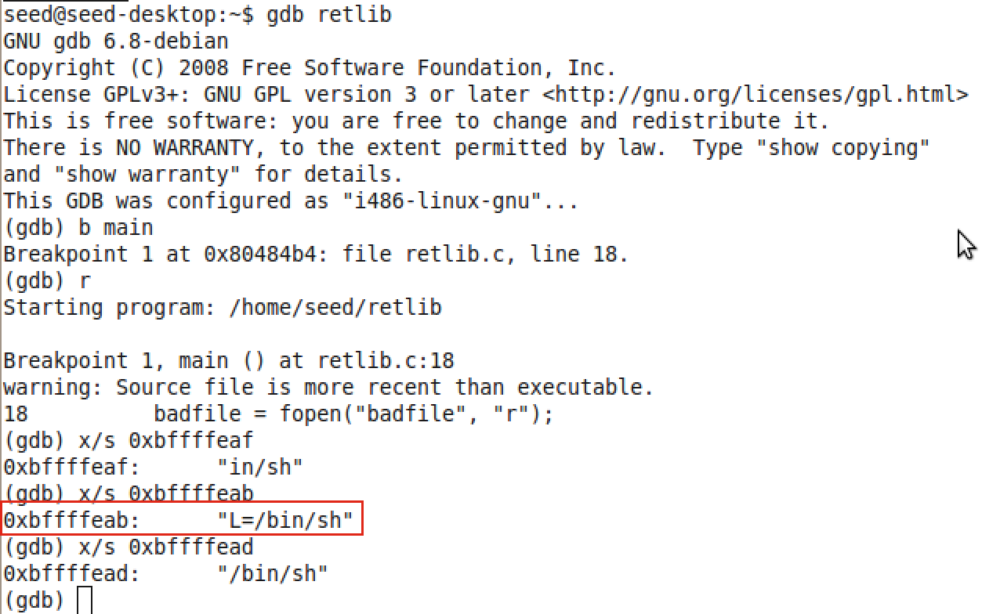 seed@seed-desktop:~$ gdb retlib
GNU gdb 6.8-debian
Copyright (C) 2008 Free Software Foundation, Inc.
License GPLv3+: GNU GPL version 3 or later <http://gnu.org/licenses/gpl.html>
This is free software: you are free to change and redistribute it.
There is NO WARRANTY, to the extent permitted by law.  Type "show copying"
and "show warranty" for details.
This GDB was configured as "i486-linux-gnu"...
(gdb) b main
Breakpoint 1 at 0x80484b4: file retlib.c, line 18.
(gdb) r
Starting program: /home/seed/retlib

Breakpoint 1, main () at retlib.c:18
warning: Source file is more recent than executable.
18          badfile = fopen("badfile", "r");
(gdb) x/s 0xbffffeaf
0xbffffeaf:      "in/sh"
(gdb) x/s 0xbffffeab
0xbffffeab:      "L=/bin/sh"
(gdb) x/s 0xbffffead
0xbffffead:      "/bin/sh"
(gdb)